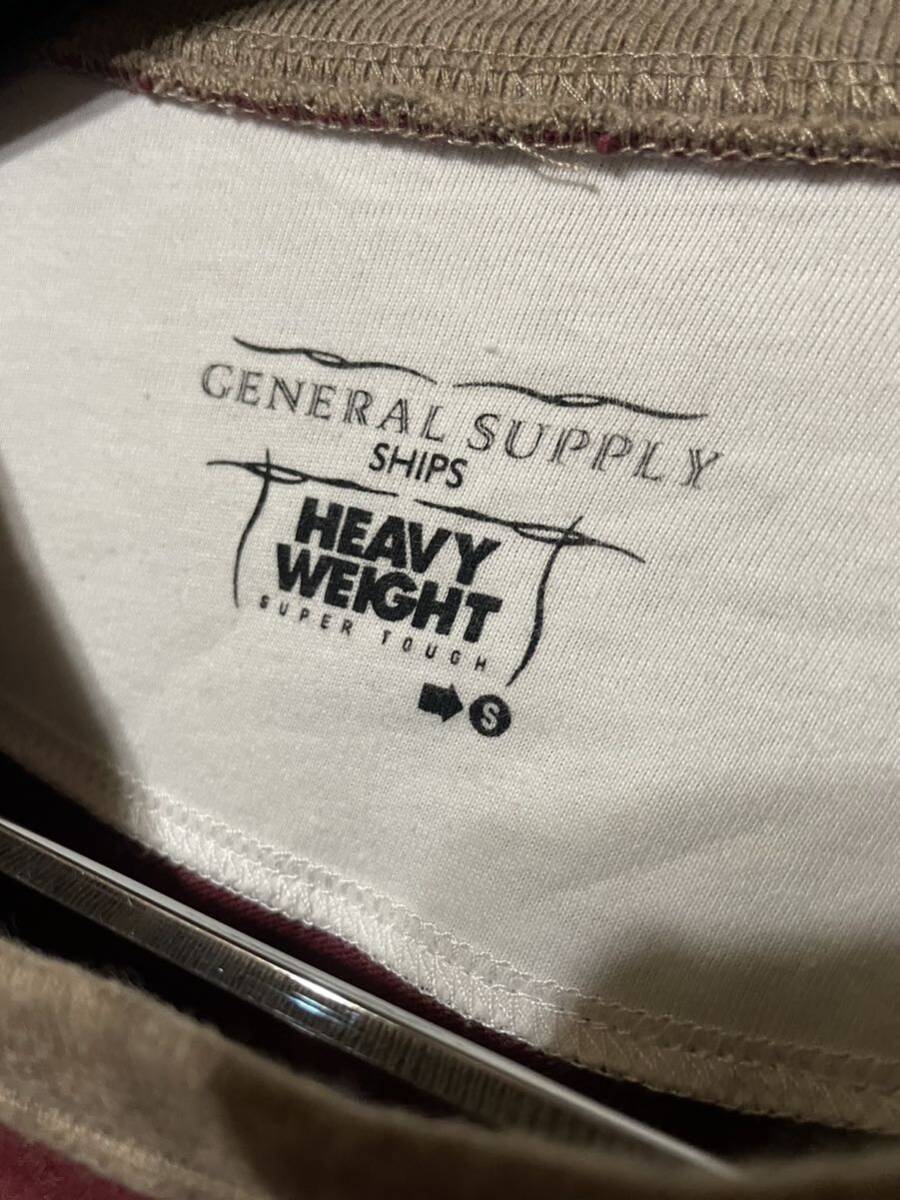 GENERAL SUPPLY
SHIPS
HEAVY
WEIGHT
SUPER TOUGH
S